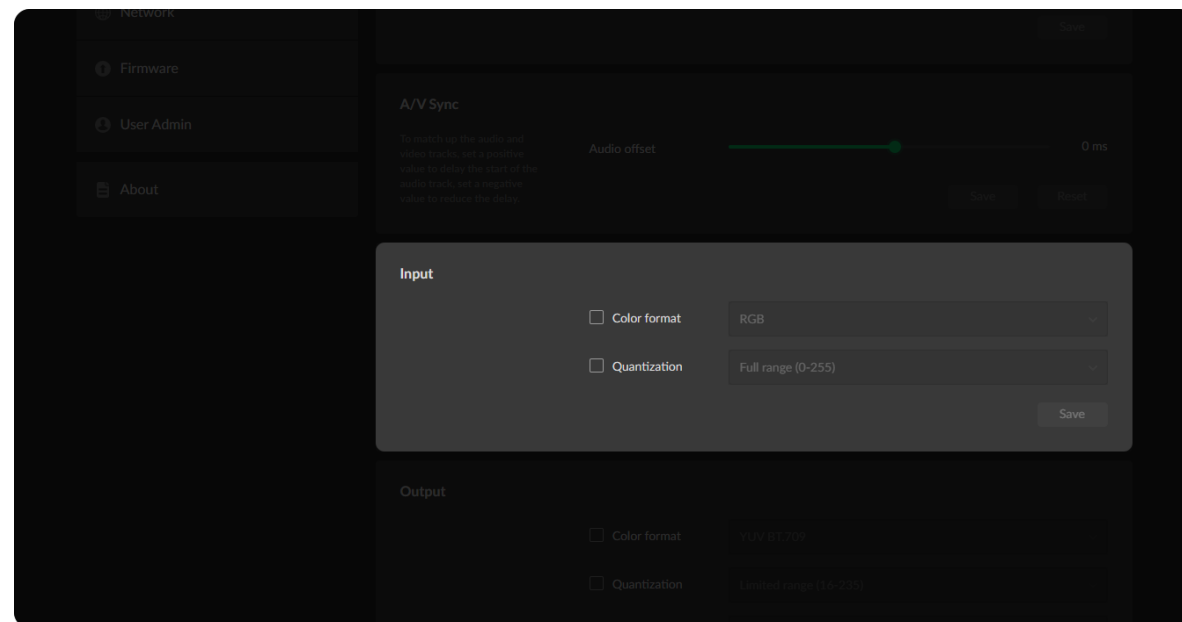 Network
Save
Firmware
A/V Sync
User Admin
To match up the audio and
video tracks, set a positive
value to delay the start of the
audio track, set a negative
value to reduce the delay.
Audio offset
0 ms
About
Save
Reset
Input
Color format
RGB
Quantization
Full range (0-255)
Save
Output
Color format
YUV BT.709
Quantization
Limited range (16-235)